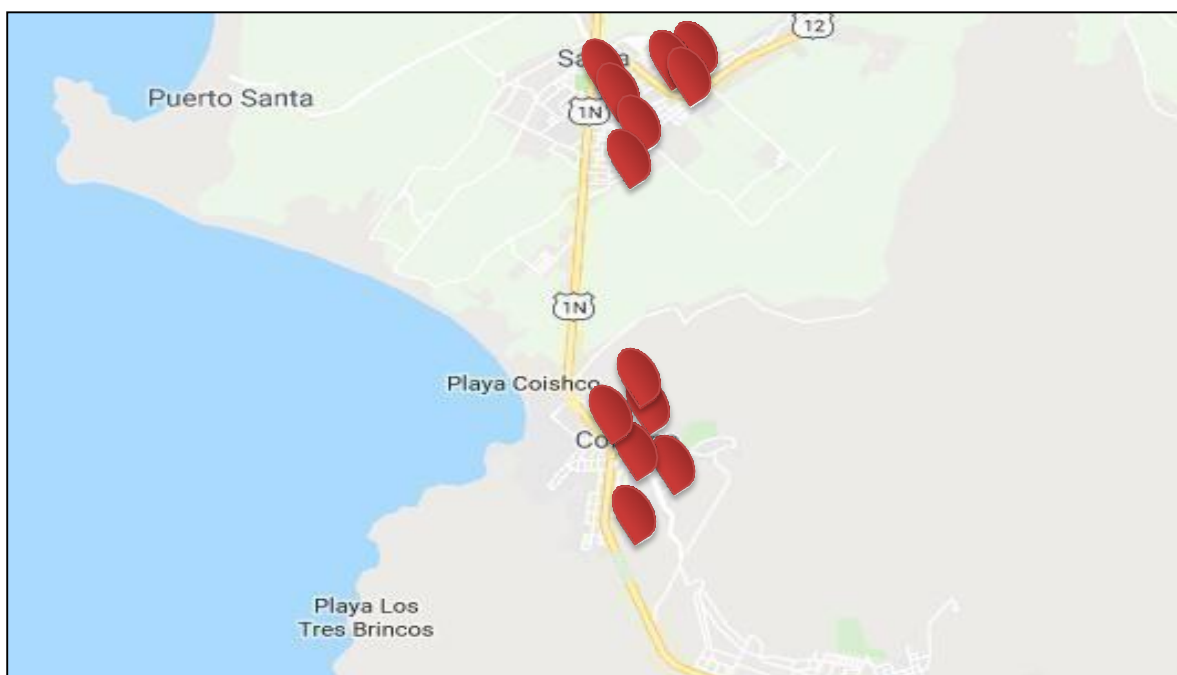 12
Puerto Santa
1N
1N
Playa Coishco
Playa Los
Tres Brincos